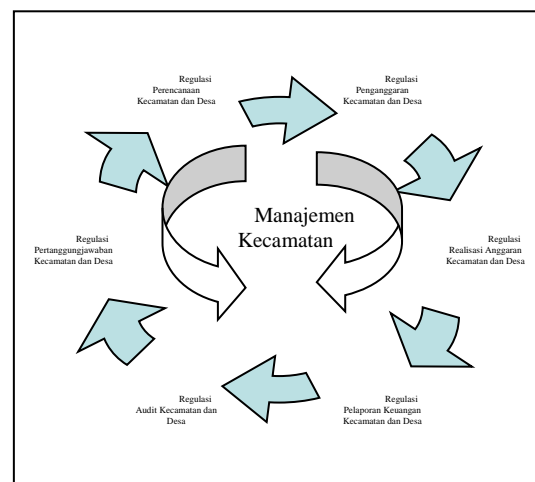 Regulasi
Perencanaan
Kecamatan dan Desa
Regulasi
Penganggaran
Kecamatan dan Desa
Manajemen
Kecamatan
Regulasi
Pertanggungjawaban
Kecamatan dan Desa
Regulasi
Realisasi Anggaran
Kecamatan dan Desa
Regulasi
Audit Kecamatan dan
Desa
Regulasi
Pelaporan Keuangan
Kecamatan dan Desa